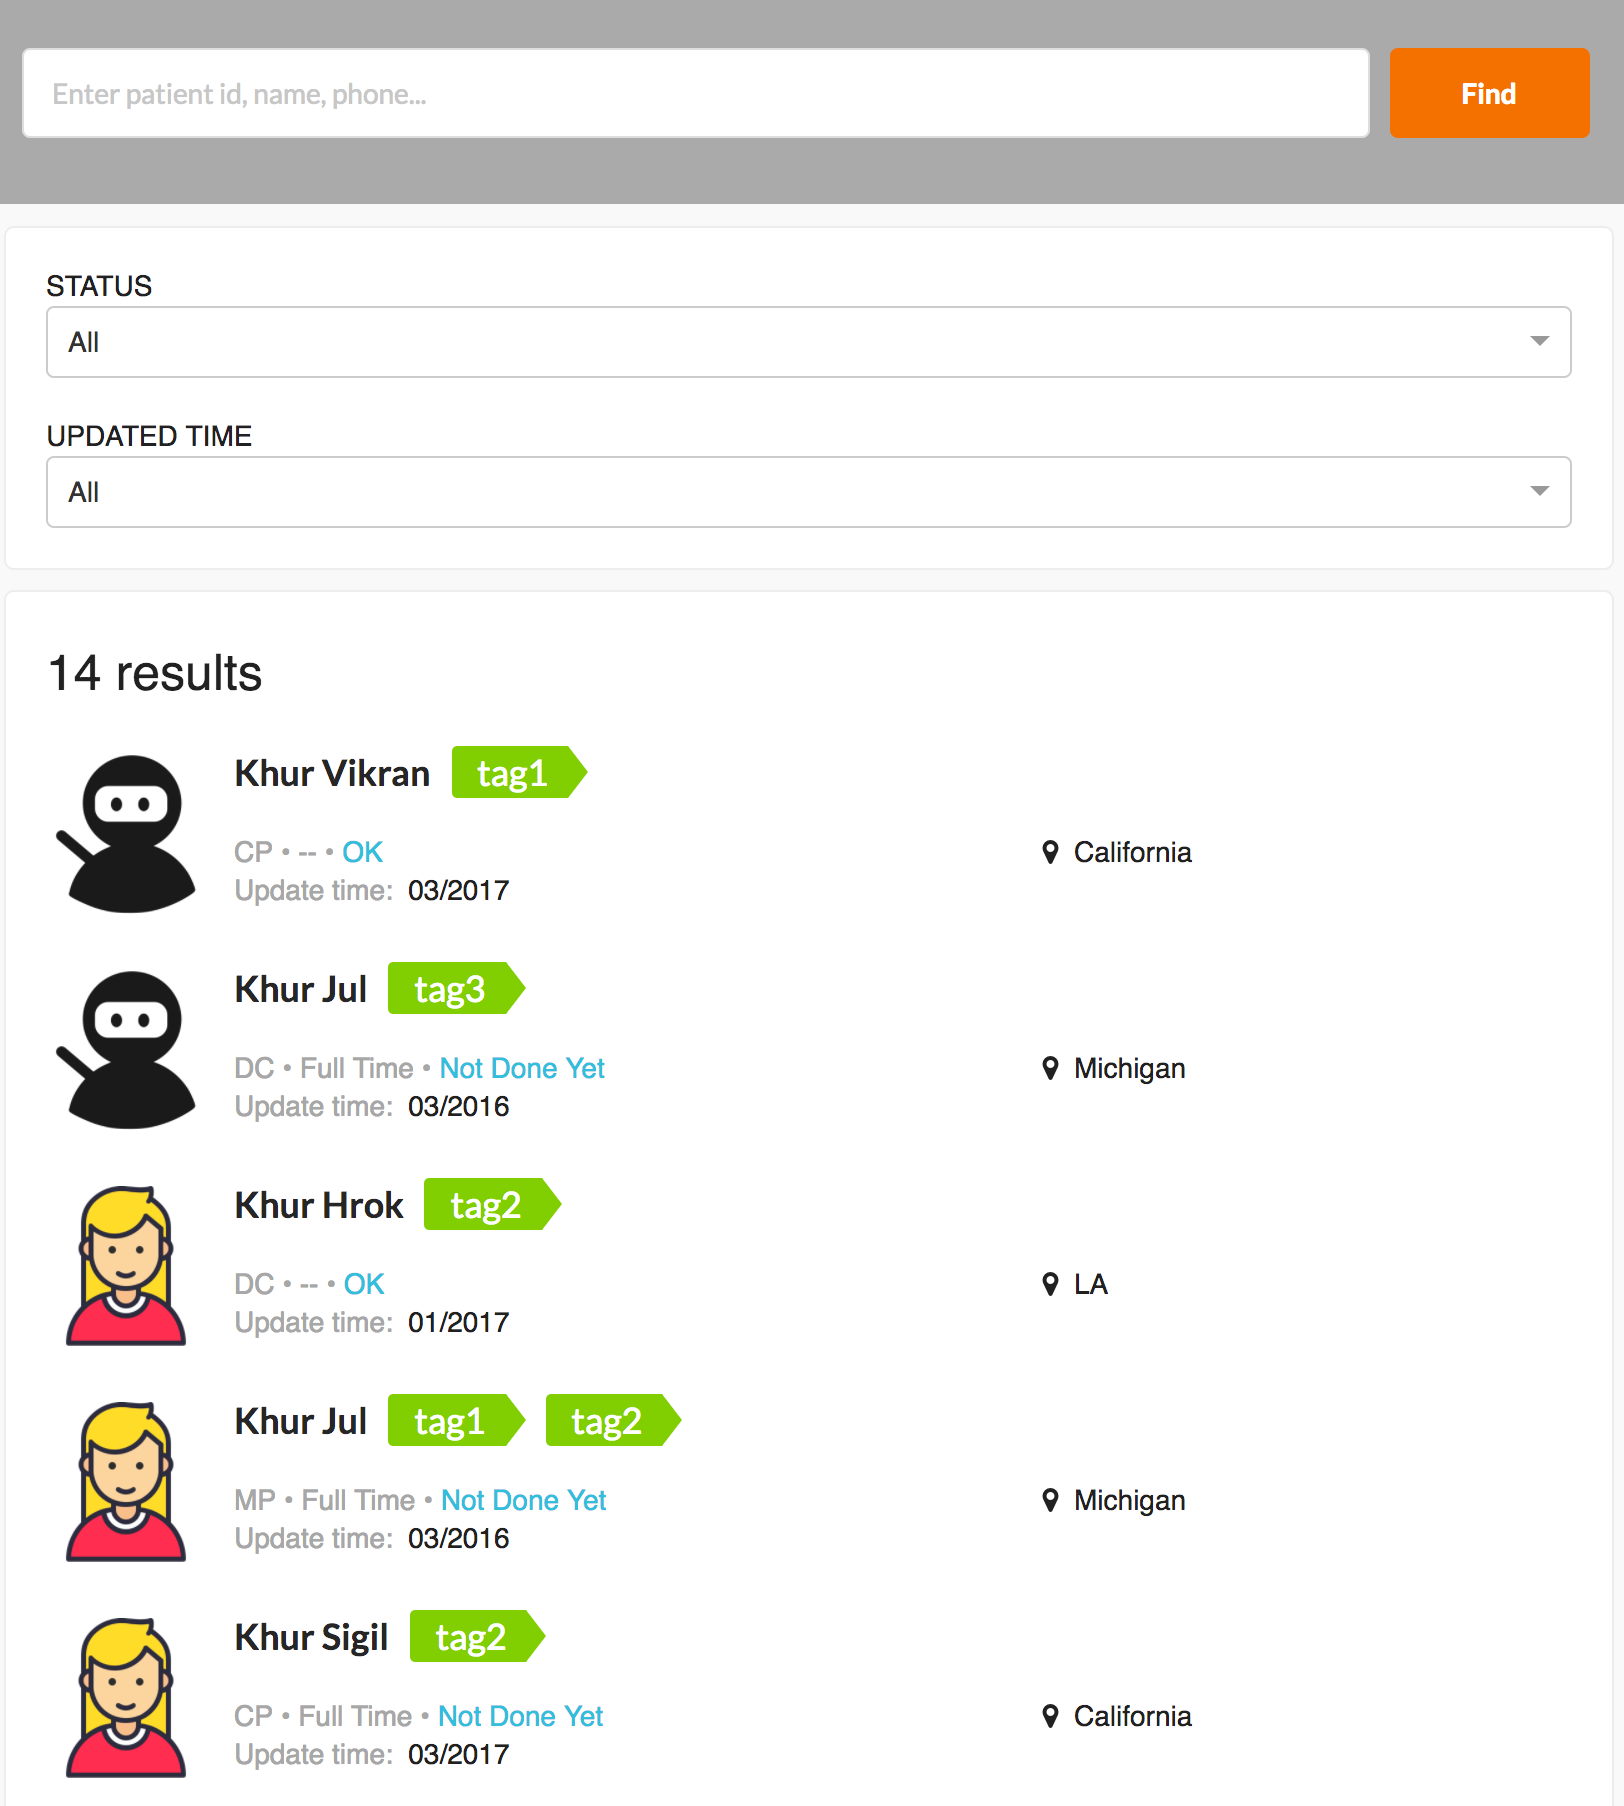 Enter patient id, name, phone...
Find
STATUS
All
UPDATED TIME
All
14 results
Khur Vikran tag1
CP • -- • OK
California
Update time: 03/2017
Khur Jul tag3
DC • Full Time • Not Done Yet
Michigan
Update time: 03/2016
Khur Hrok tag2
DC • -- • OK
LA
Update time: 01/2017
Khur Jul tag1 tag2
MP • Full Time • Not Done Yet
Michigan
Update time: 03/2016
Khur Sigil tag2
CP • Full Time • Not Done Yet
California
Update time: 03/2017